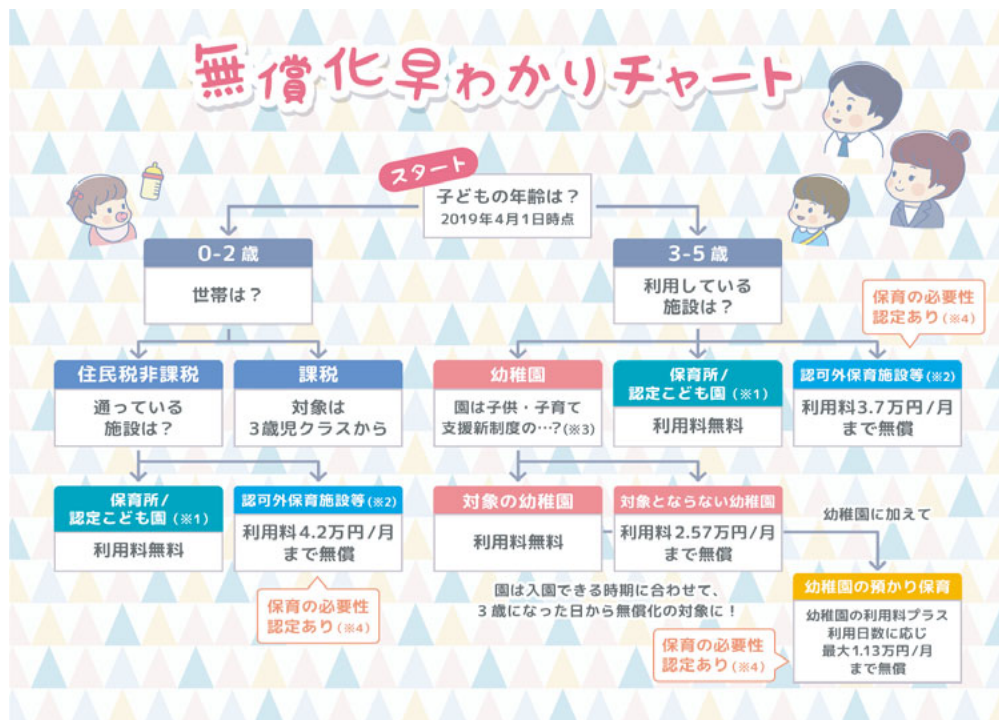 無償化早わかりチャート
スタート
子どもの年齢は？
2019年4月1日時点
0-2歳
世帯は？
3-5歳
利用している
施設は？
保育の必要性
認定あり(※4)
住民税非課税
通っている
施設は？
課税
対象は
3歳児クラスから
幼稚園
園は子供・子育て
支援新制度の…?(※3)
保育所/
認定こども園（※1）
利用料無料
認可外保育施設等(※2)
利用料3.7万円/月
まで無償
保育所/
認定こども園（※1）
利用料無料
認可外保育施設等(※2)
利用料4.2万円/月
まで無償
保育の必要性
認定あり(※4)
対象の幼稚園
利用料無料
対象とならない幼稚園
利用料2.57万円/月
まで無償
幼稚園に加えて
園は入園できる時期に合わせて、
3歳になった日から無償化の対象に！
幼稚園の預かり保育
幼稚園の利用料プラス
利用日数に応じ
最大1.13万円/月
まで無償
保育の必要性
認定あり(※4)